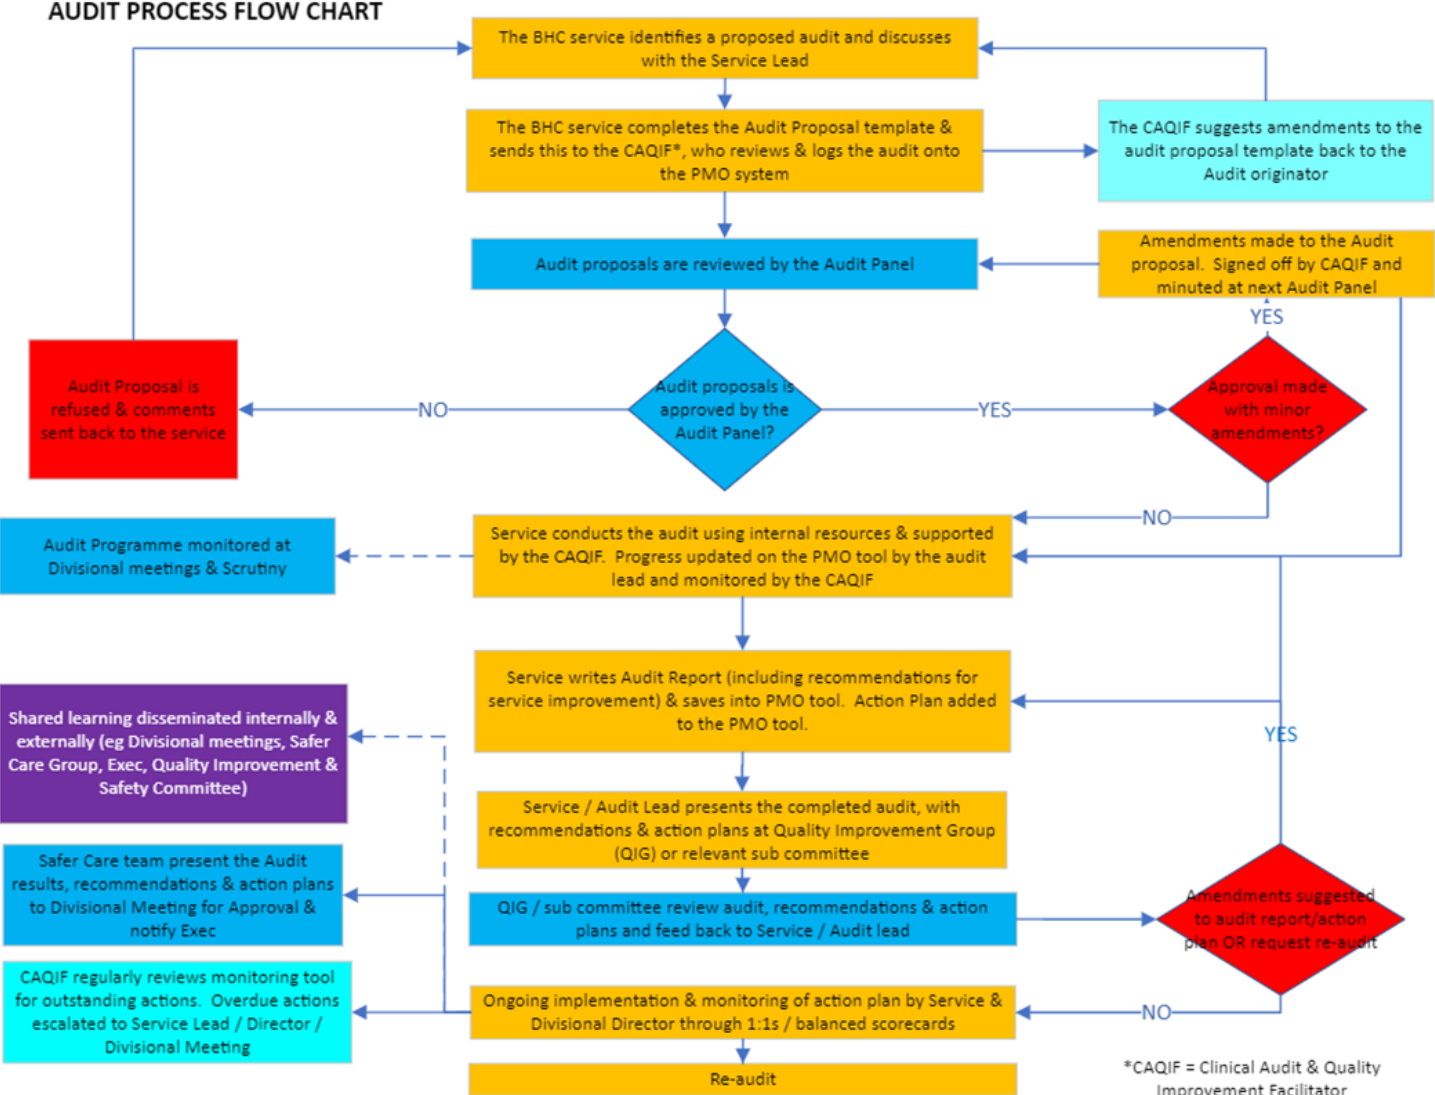 AUDIT PROCESS FLOW CHART
The BHC service identifies a proposed audit and discusses
with the Service Lead
The BHC service completes the Audit Proposal template &
sends this to the CAQIF*, who reviews & logs the audit onto
the PMO system
The CAQIF suggests amendments to the
audit proposal template back to the
Audit originator
Audit proposals are reviewed by the Audit Panel
Amendments made to the Audit
proposal.  Signed off by CAQIF and
minuted at next Audit Panel
YES
Audit Proposal is
refused & comments
sent back to the service
NO
Audit proposals is
approved by the
Audit Panel?
YES
Approval made
with minor
amendments?
NO
Audit Programme monitored at
Divisional meetings & Scrutiny
Service conducts the audit using internal resources & supported
by the CAQIF.  Progress updated on the PMO tool by the audit
lead and monitored by the CAQIF
Service writes Audit Report (including recommendations for
service improvement) & saves into PMO tool.  Action Plan added
to the PMO tool.
YES
Shared learning disseminated internally &
externally (eg Divisional meetings, Safer
Care Group, Exec, Quality Improvement &
Safety Committee)
Service / Audit Lead presents the completed audit, with
recommendations & action plans at Quality Improvement Group
(QIG) or relevant sub committee
Safer Care team present the Audit
results, recommendations & action plans
to Divisional Meeting for Approval &
notify Exec
QIG / sub committee review audit, recommendations & action
plans and feed back to Service / Audit lead
Amendments suggested
to audit report/action
plan OR request re-audit
CAQIF regularly reviews monitoring tool
for outstanding actions.  Overdue actions
escalated to Service Lead / Director /
Divisional Meeting
Ongoing implementation & monitoring of action plan by Service &
Divisional Director through 1:1s / balanced scorecards
NO
Re-audit
*CAQIF = Clinical Audit & Quality
Improvement Facilitator